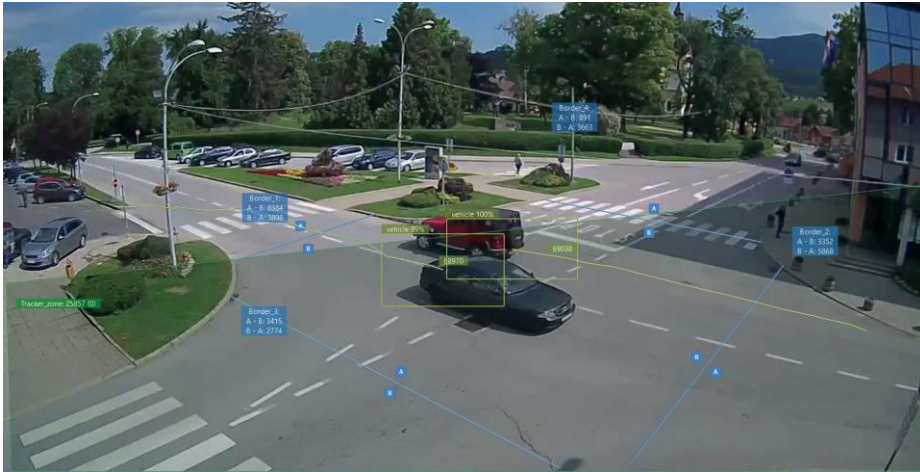 Border_4:
A - B: 891
B - A: 3663
Border_1:
A - B: 8384
B - A: 3898
A
B
vehicle 100%
A
B
vehicle 99%
69038
68970
Border_2:
A - B: 3352
B - A: 5868
Tracker_zone: 25857 (0)
Border_3:
A - B: 3415
B - A: 2774
B
A
A
B